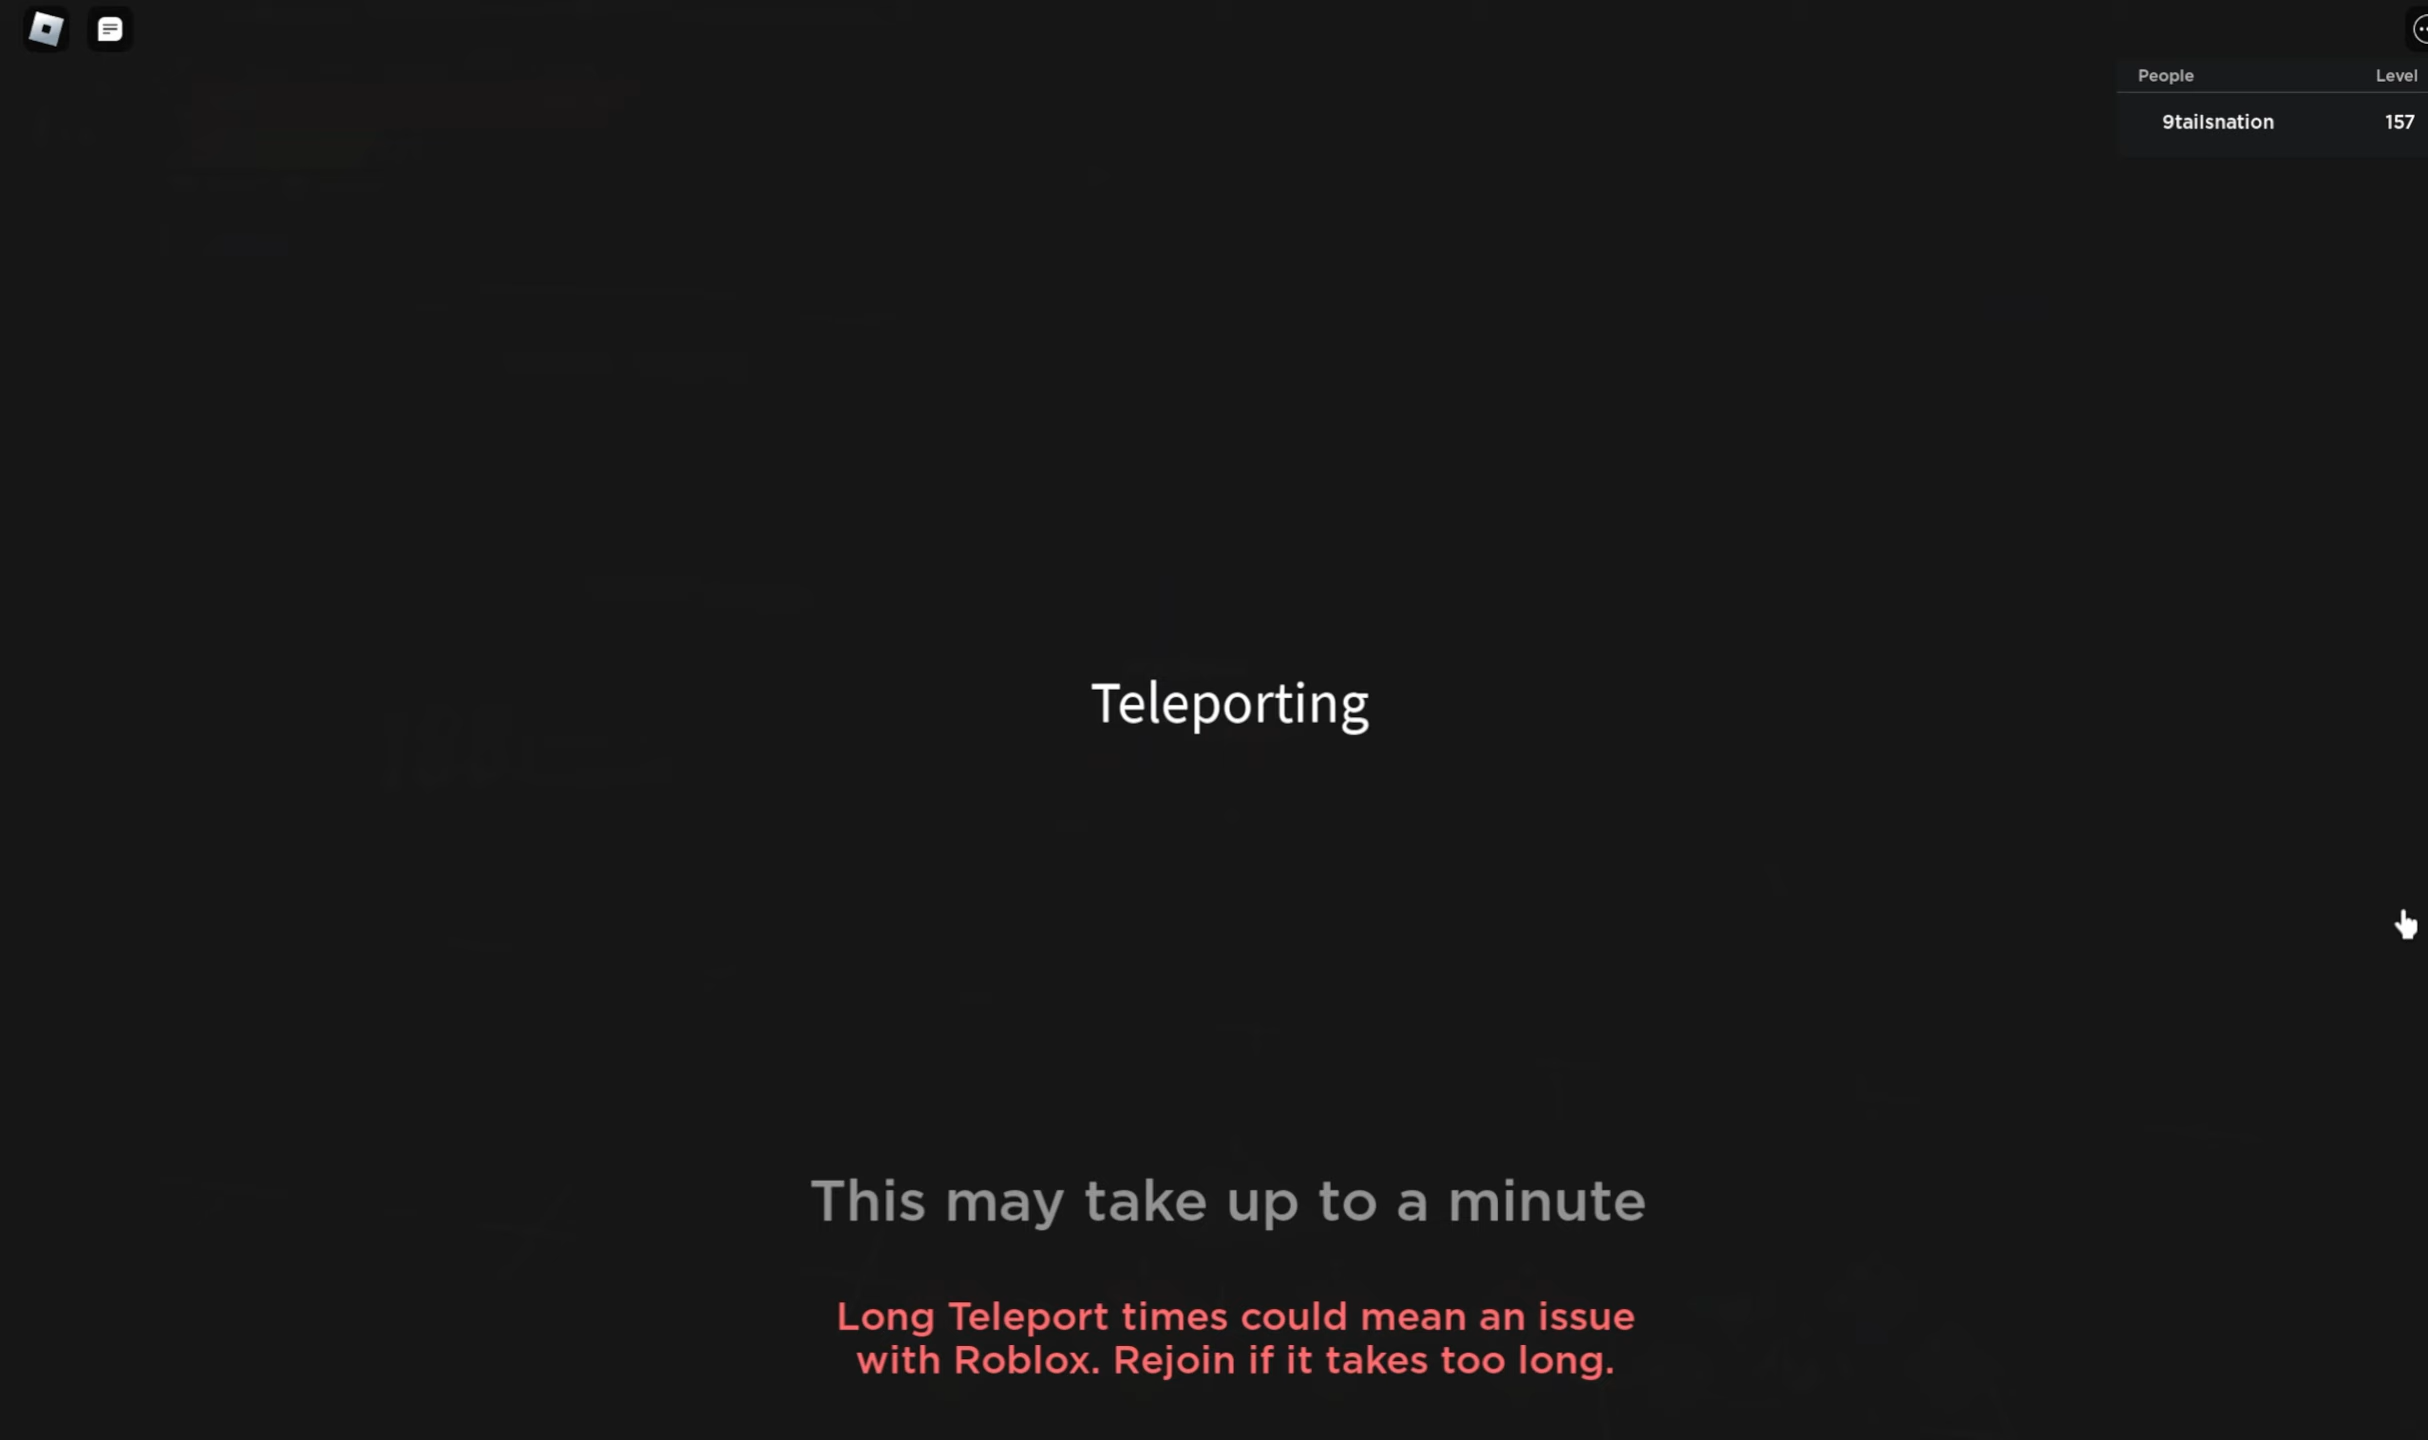 People Level
9tailsnation 157
Teleporting
This may take up to a minute
Long Teleport times could mean an issue
with Roblox. Rejoin if it takes too long.